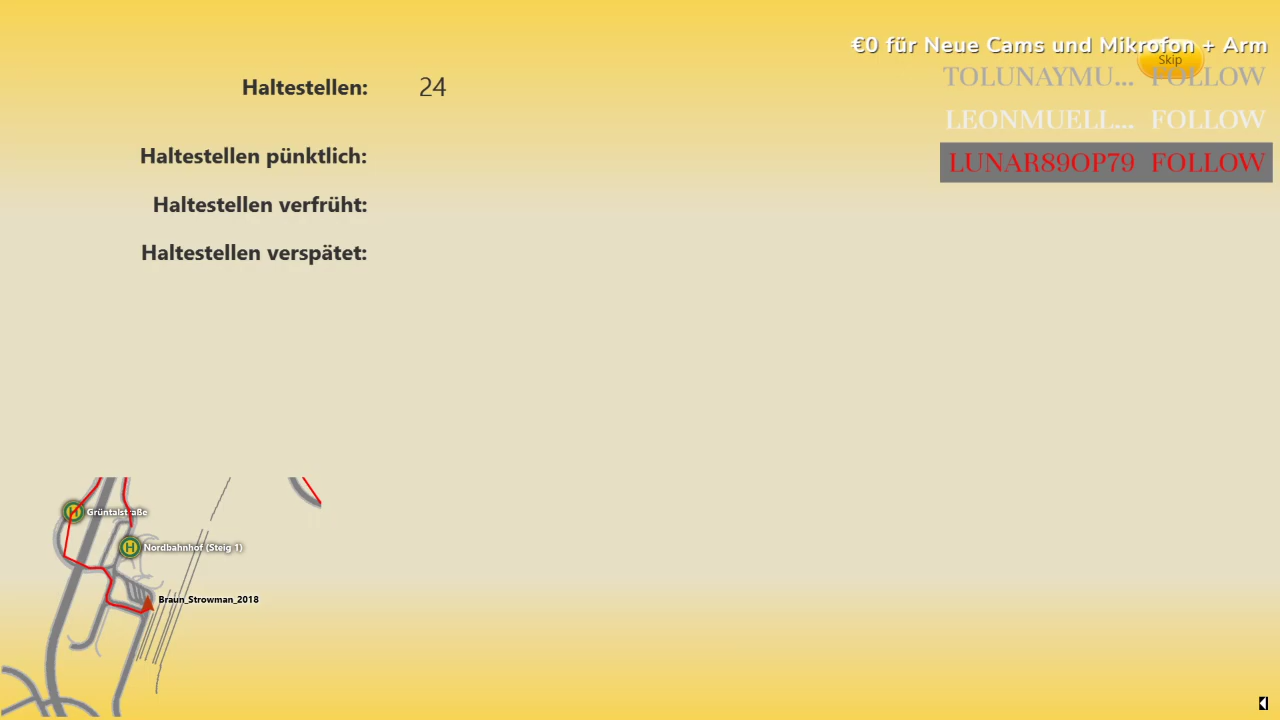 €0 für Neue Cams und Mikrofon + Arm
Skip
TOLUNAYMU... FOLLOW
LEONMUELL... FOLLOW
LUNAR89OP79 FOLLOW
Haltestellen: 24
Haltestellen pünktlich:
Haltestellen verfrüht:
Haltestellen verspätet:
H Grüntalstraße
H Nordbahnhof (Steig 1)
Braun_Strowman_2018